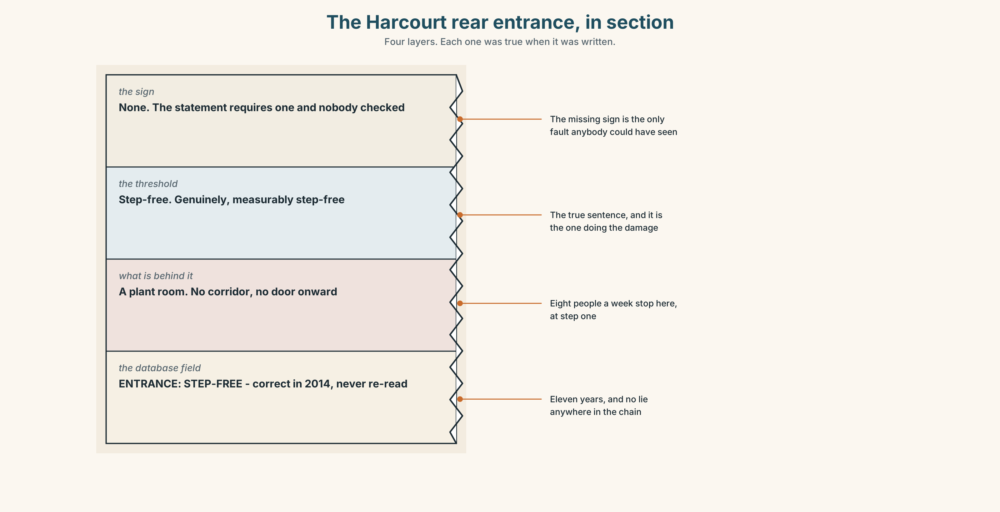 The Harcourt rear entrance, in section
Four layers. Each one was true when it was written.
the sign
None. The statement requires one and nobody checked
The missing sign is the only
fault anybody could have seen
the threshold
Step-free. Genuinely, measurably step-free
The true sentence, and it is
the one doing the damage
what is behind it
A plant room. No corridor, no door onward
Eight people a week stop here,
at step one
the database field
ENTRANCE: STEP-FREE - correct in 2014, never re-read
Eleven years, and no lie
anywhere in the chain